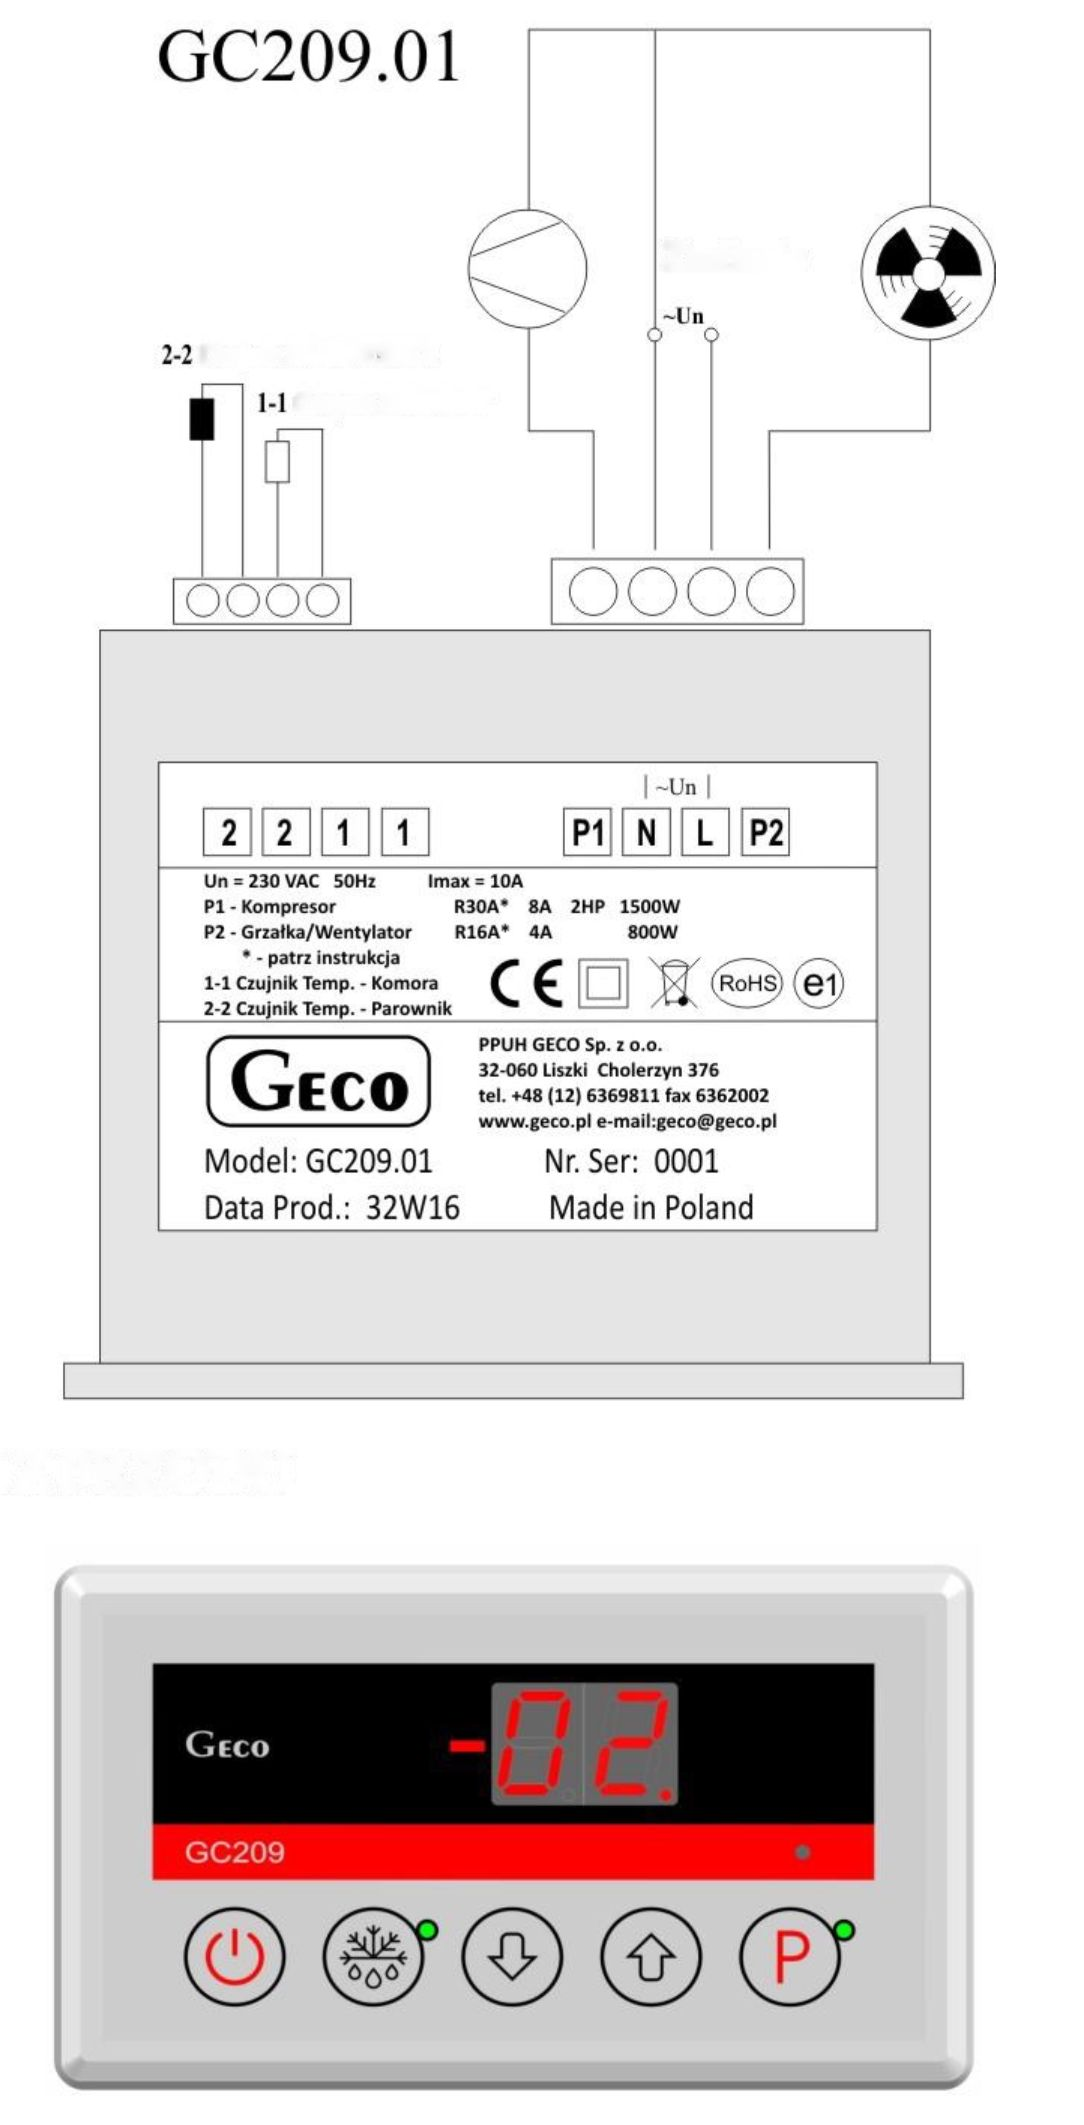 GC209.01
~Un
2-2
1-1
|~Un|
2 2 1 1 P1 N L P2
Un = 230 VAC 50Hz Imax = 10A
P1 - Kompresor R30A* 8A 2HP 1500W
P2 - Grzałka/Wentylator R16A* 4A 800W
* - patrz instrukcja
1-1 Czujnik Temp. - Komora
2-2 Czujnik Temp. - Parownik
CE RoHS e1
GECO
PPUH GECO Sp. z o.o.
32-060 Liszki Cholerzyn 376
tel. +48 (12) 6369811 fax 6362002
www.geco.pl e-mail:geco@geco.pl
Model: GC209.01 Nr. Ser: 0001
Data Prod.: 32W16 Made in Poland
GECO -02.
GC209
P